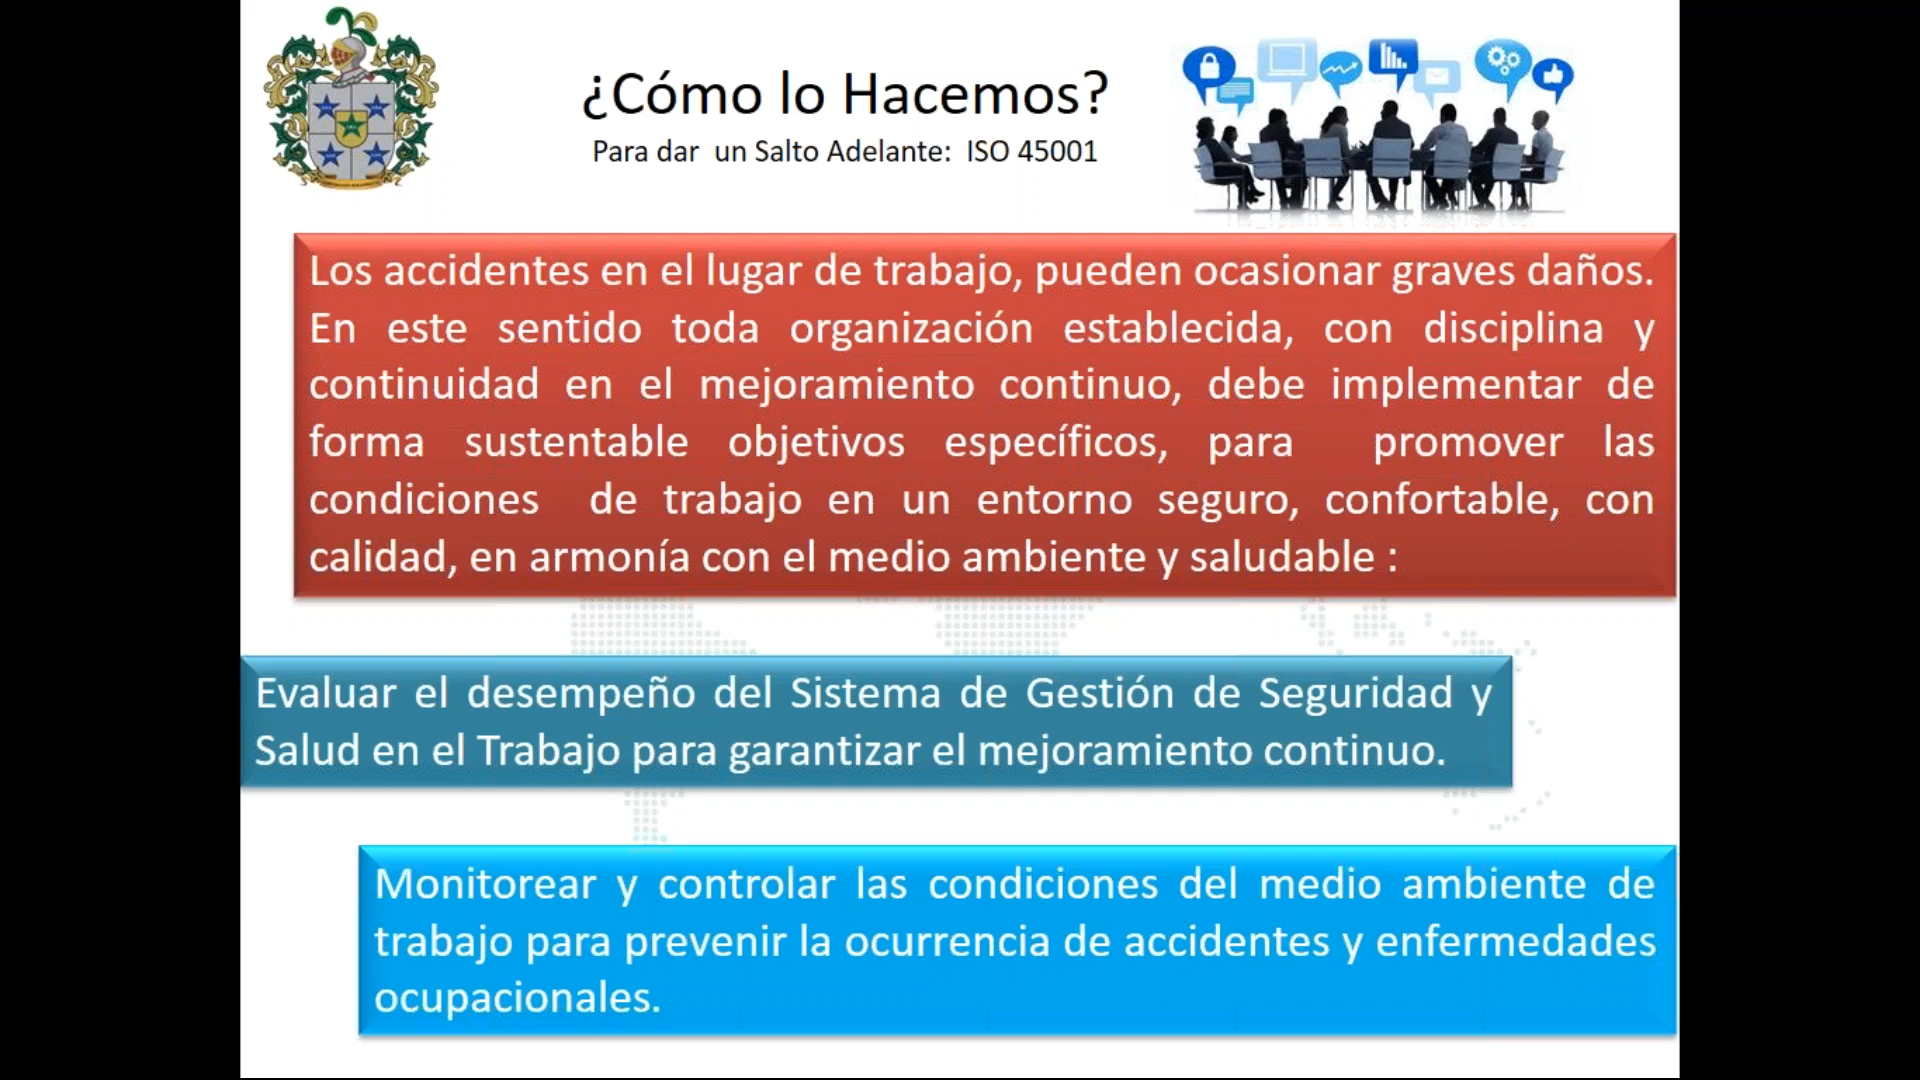 ¿Cómo lo Hacemos?
Para dar un Salto Adelante: ISO 45001
Los accidentes en el lugar de trabajo, pueden ocasionar graves daños.
En este sentido toda organización establecida, con disciplina y
continuidad en el mejoramiento continuo, debe implementar de
forma sustentable objetivos específicos, para promover las
condiciones de trabajo en un entorno seguro, confortable, con
calidad, en armonía con el medio ambiente y saludable :
Evaluar el desempeño del Sistema de Gestión de Seguridad y
Salud en el Trabajo para garantizar el mejoramiento continuo.
Monitorear y controlar las condiciones del medio ambiente de
trabajo para prevenir la ocurrencia de accidentes y enfermedades
ocupacionales.